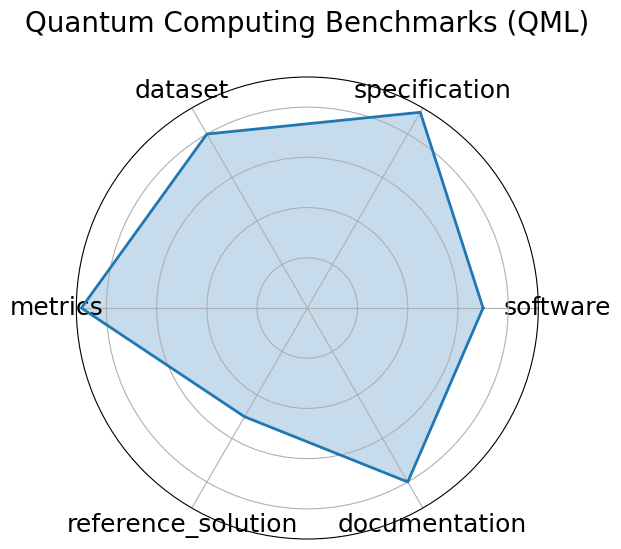 Quantum Computing Benchmarks (QML)
dataset
specification
metrics
software
reference_solution
documentation